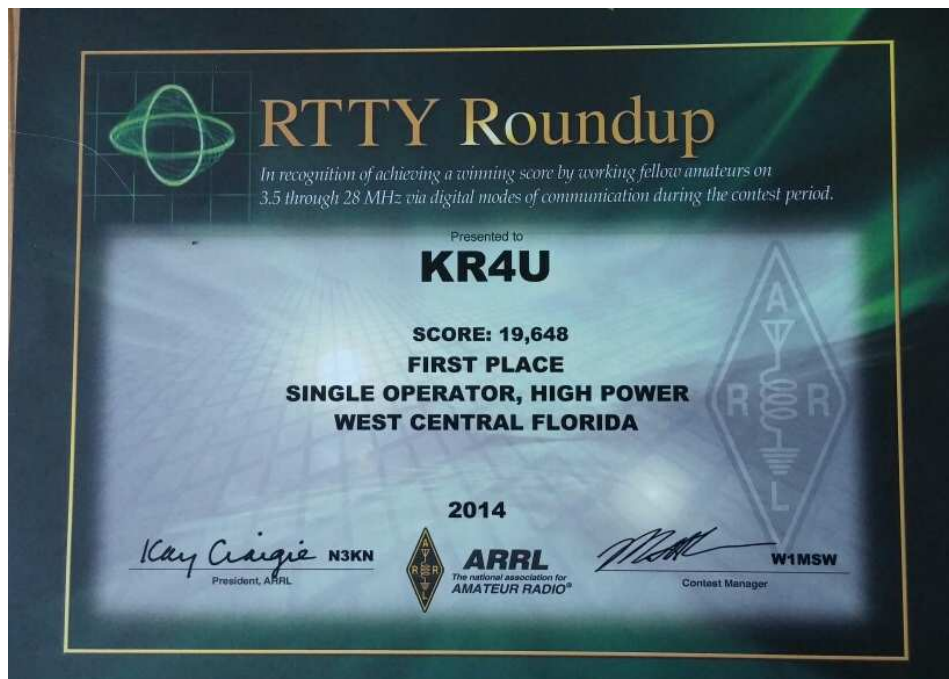 RTTY Roundup
In recognition of achieving a winning score by working fellow amateurs on
3.5 through 28 MHz via digital modes of communication during the contest period.
Presented to
KR4U
SCORE: 19,648
FIRST PLACE
SINGLE OPERATOR, HIGH POWER
WEST CENTRAL FLORIDA
A
R R
L
2014
Kay Craigie N3KN
President, ARRL
A
R R
L
ARRL
The national association for
AMATEUR RADIO®
W1MSW
Contest Manager